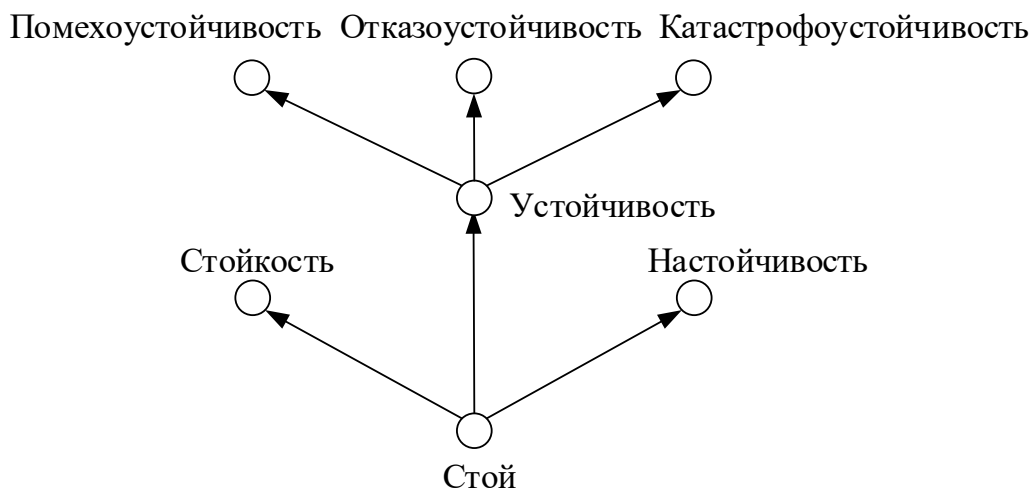 Помехоустойчивость Отказоустойчивость Катастрофоустойчивость
Устойчивость
Стойкость Настойчивость
Стой